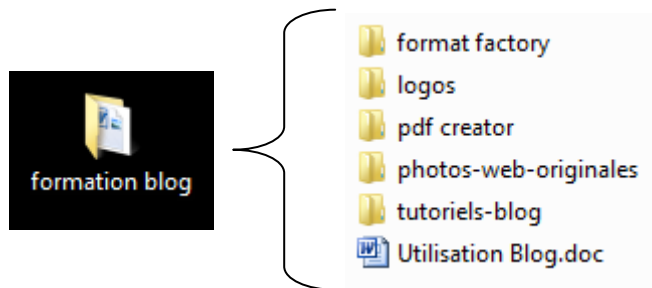 formation blog
format factory
logos
pdf creator
photos-web-originales
tutoriels-blog
Utilisation Blog.doc